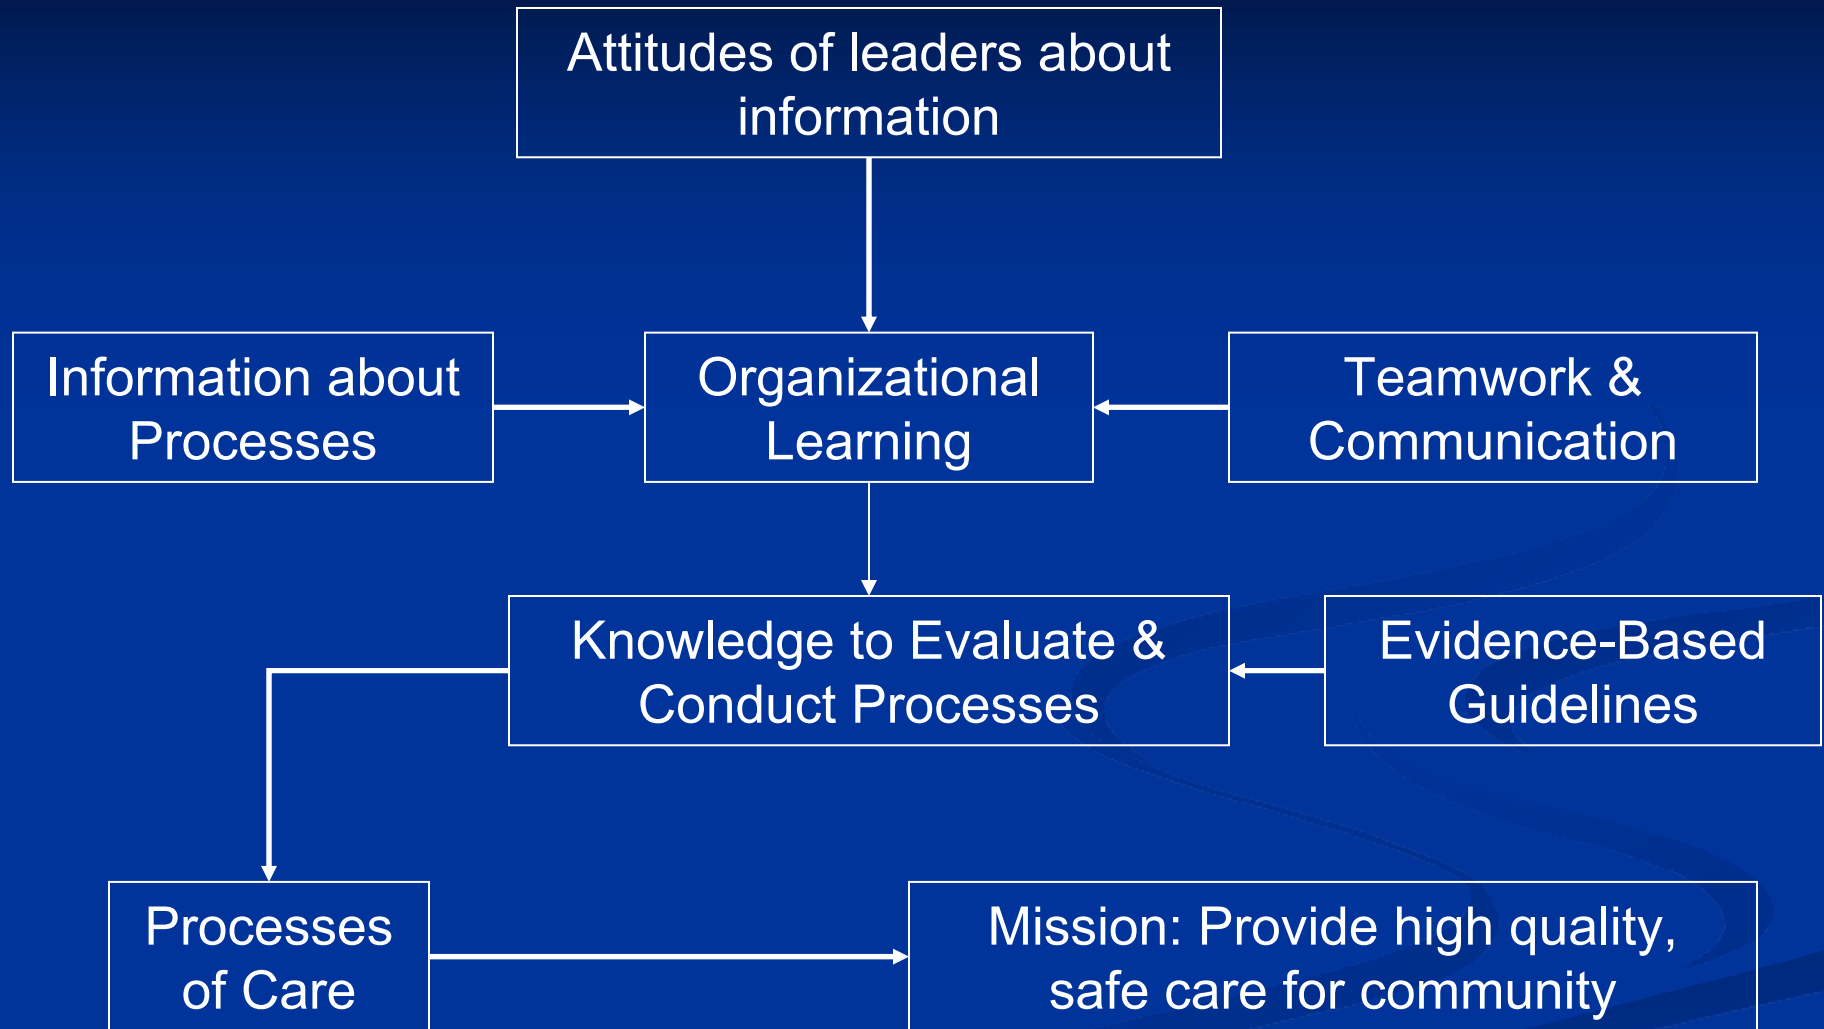 Attitudes of leaders about
information
Information about
Processes
Organizational
Learning
Teamwork &
Communication
Knowledge to Evaluate &
Conduct Processes
Evidence-Based
Guidelines
Processes
of Care
Mission: Provide high quality,
safe care for community